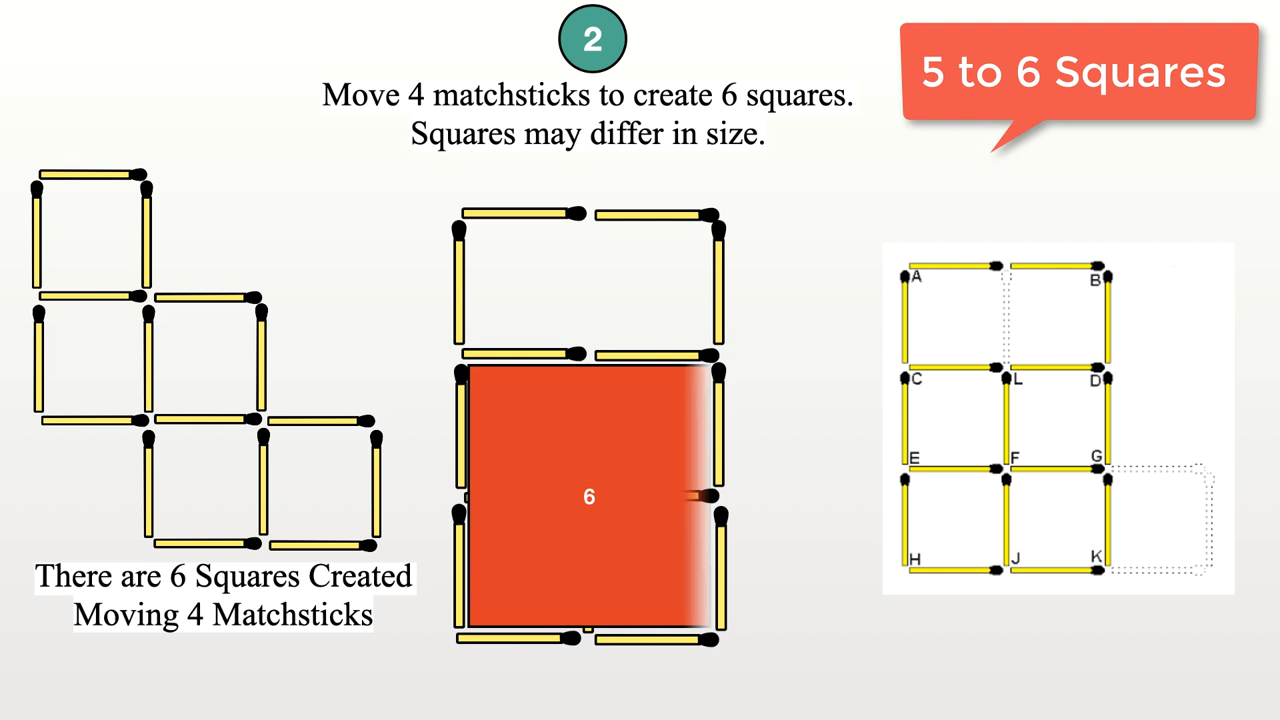 2
Move 4 matchsticks to create 6 squares.
Squares may differ in size.
5 to 6 Squares
There are 6 Squares Created
Moving 4 Matchsticks
6
A B
C L D
E F G
H J K